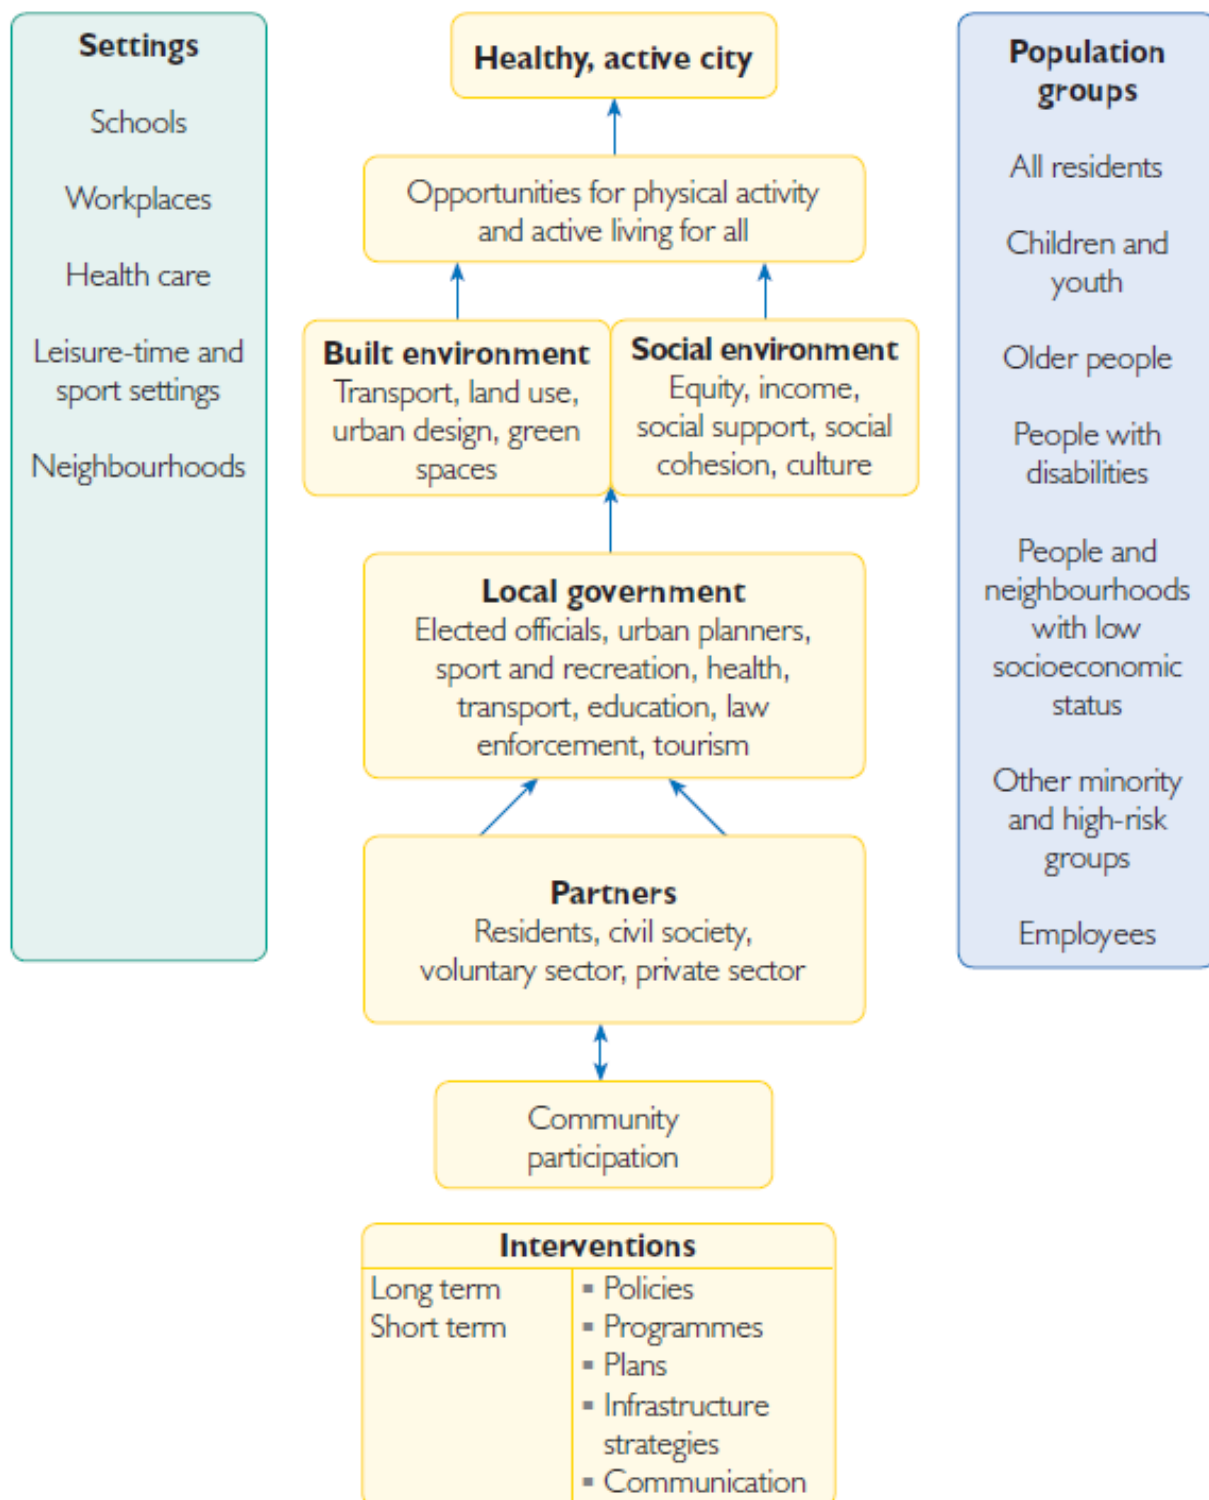 Settings
Schools
Workplaces
Health care
Leisure-time and
sport settings
Neighbourhoods
Healthy, active city
Opportunities for physical activity
and active living for all
Built environment
Transport, land use,
urban design, green
spaces
Social environment
Equity, income,
social support, social
cohesion, culture
Local government
Elected officials, urban planners,
sport and recreation, health,
transport, education, law
enforcement, tourism
Partners
Residents, civil society,
voluntary sector, private sector
Community
participation
Interventions
Long term
Short term
▪ Policies
▪ Programmes
▪ Plans
▪ Infrastructure
strategies
▪ Communication
Population
groups
All residents
Children and
youth
Older people
People with
disabilities
People and
neighbourhoods
with low
socioeconomic
status
Other minority
and high-risk
groups
Employees